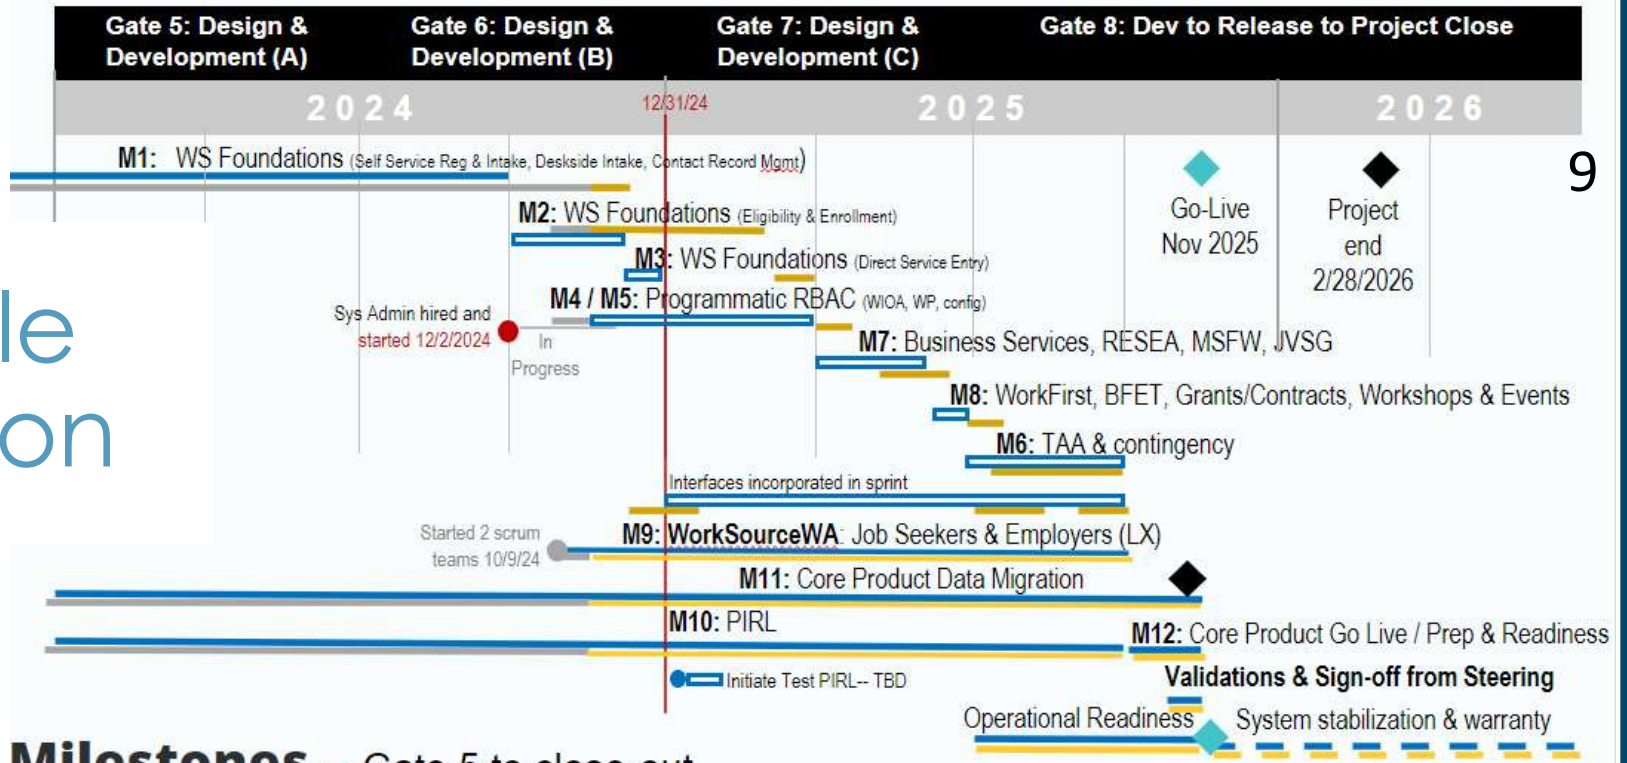 Gate 5: Design &
Development (A)
Gate 6: Design &
Development (B)
Gate 7: Design &
Development (C)
Gate 8: Dev to Release to Project Close
2024
12/31/24
2025
2026
M1: WS Foundations (Self Service Reg & Intake, Deskside Intake, Contact Record Mgmt)
9
M2: WS Foundations (Eligibility & Enrollment)
Go-Live
Nov 2025
Project
end
2/28/2026
M3: WS Foundations (Direct Service Entry)
M4 / M5: Programmatic RBAC (WIOA, WP, config)
Sys Admin hired and
started 12/2/2024
In
Progress
le
on
M7: Business Services, RESEA, MSFW, JVSG
M8: WorkFirst, BFET, Grants/Contracts, Workshops & Events
M6: TAA & contingency
Interfaces incorporated in sprint
Started 2 scrum
teams 10/9/24
M9: WorkSourceWA: Job Seekers & Employers (LX)
M11: Core Product Data Migration
M10: PIRL
M12: Core Product Go Live / Prep & Readiness
Initiate Test PIRL-- TBD
Validations & Sign-off from Steering
Operational Readiness
System stabilization & warranty
Milestones Gate 5 to close out